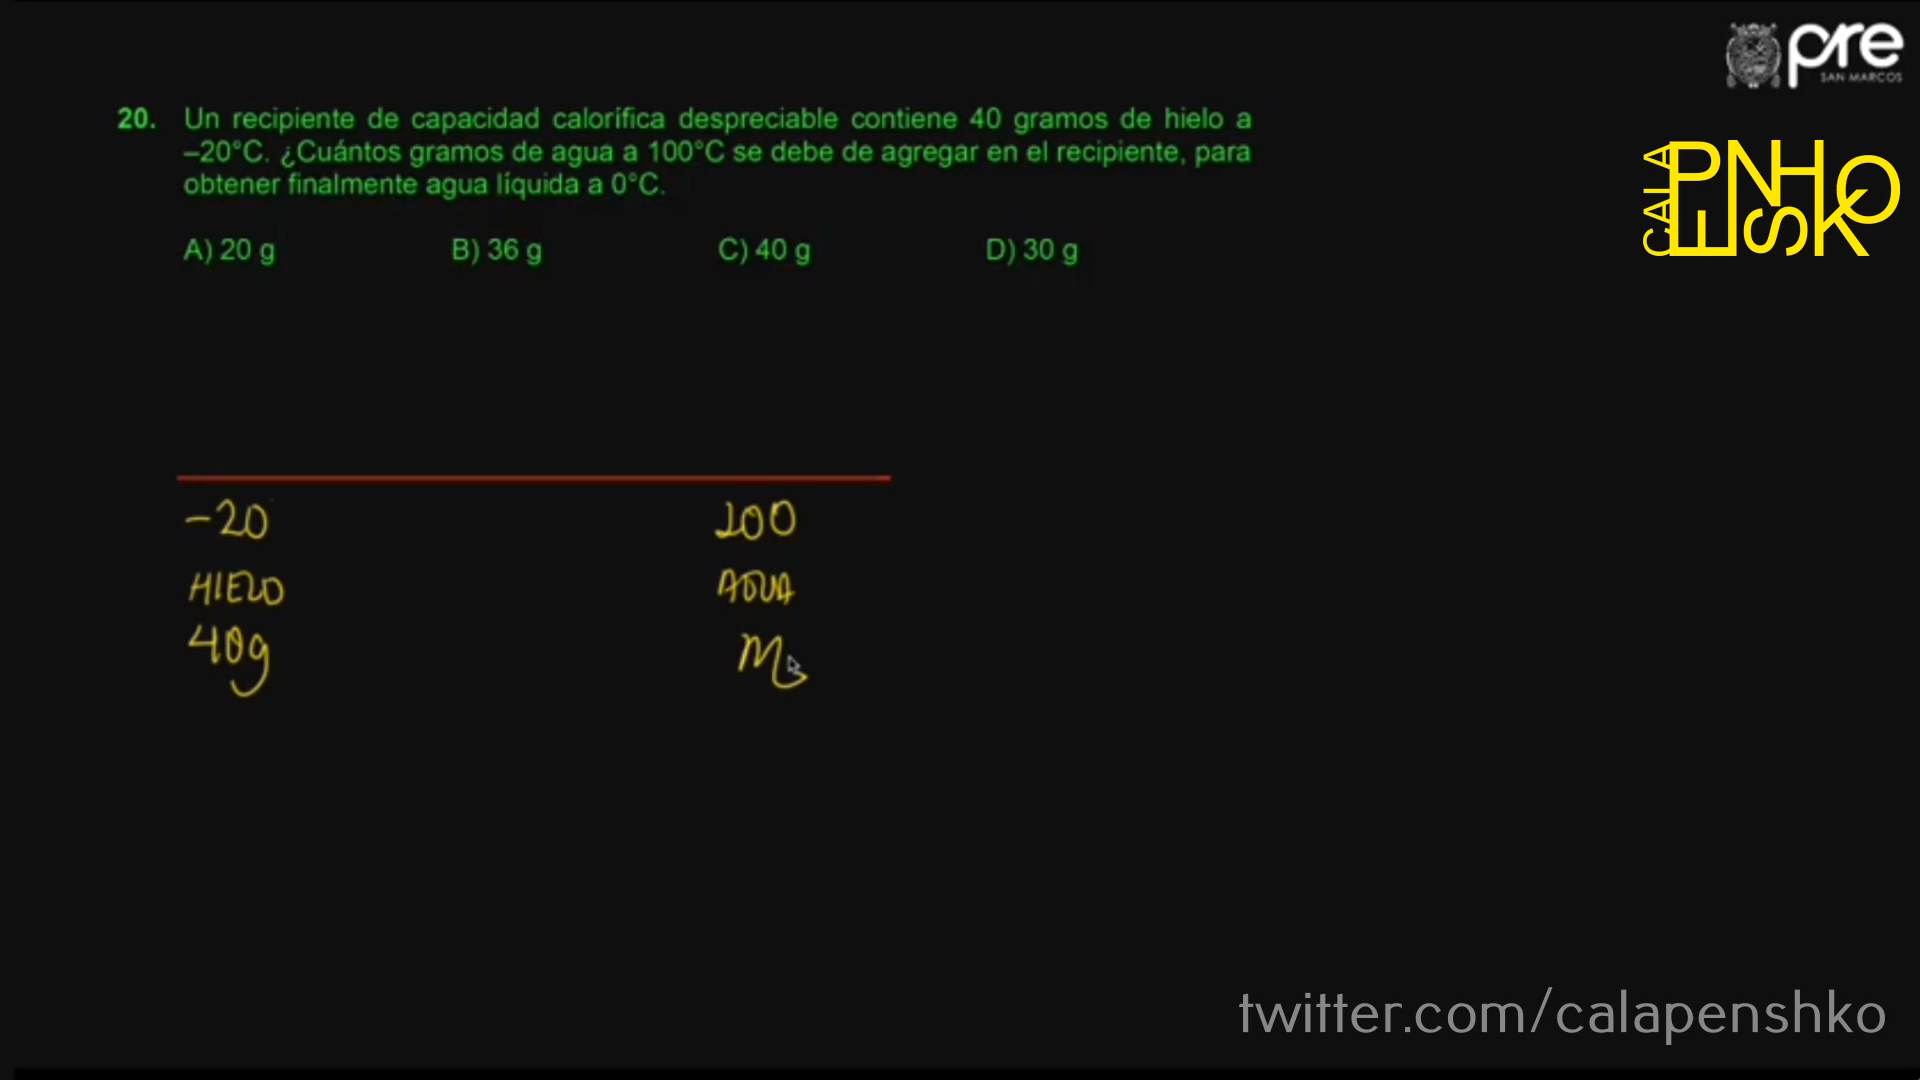 pre
SAN MARCOS
20. Un recipiente de capacidad calorífica despreciable contiene 40 gramos de hielo a
–20°C. ¿Cuántos gramos de agua a 100°C se debe de agregar en el recipiente, para
obtener finalmente agua líquida a 0°C.
A) 20 g B) 36 g C) 40 g D) 30 g
CALA
PENSHKO
-20 100
HIELO AGUA
40g m
twitter.com/calapenshko